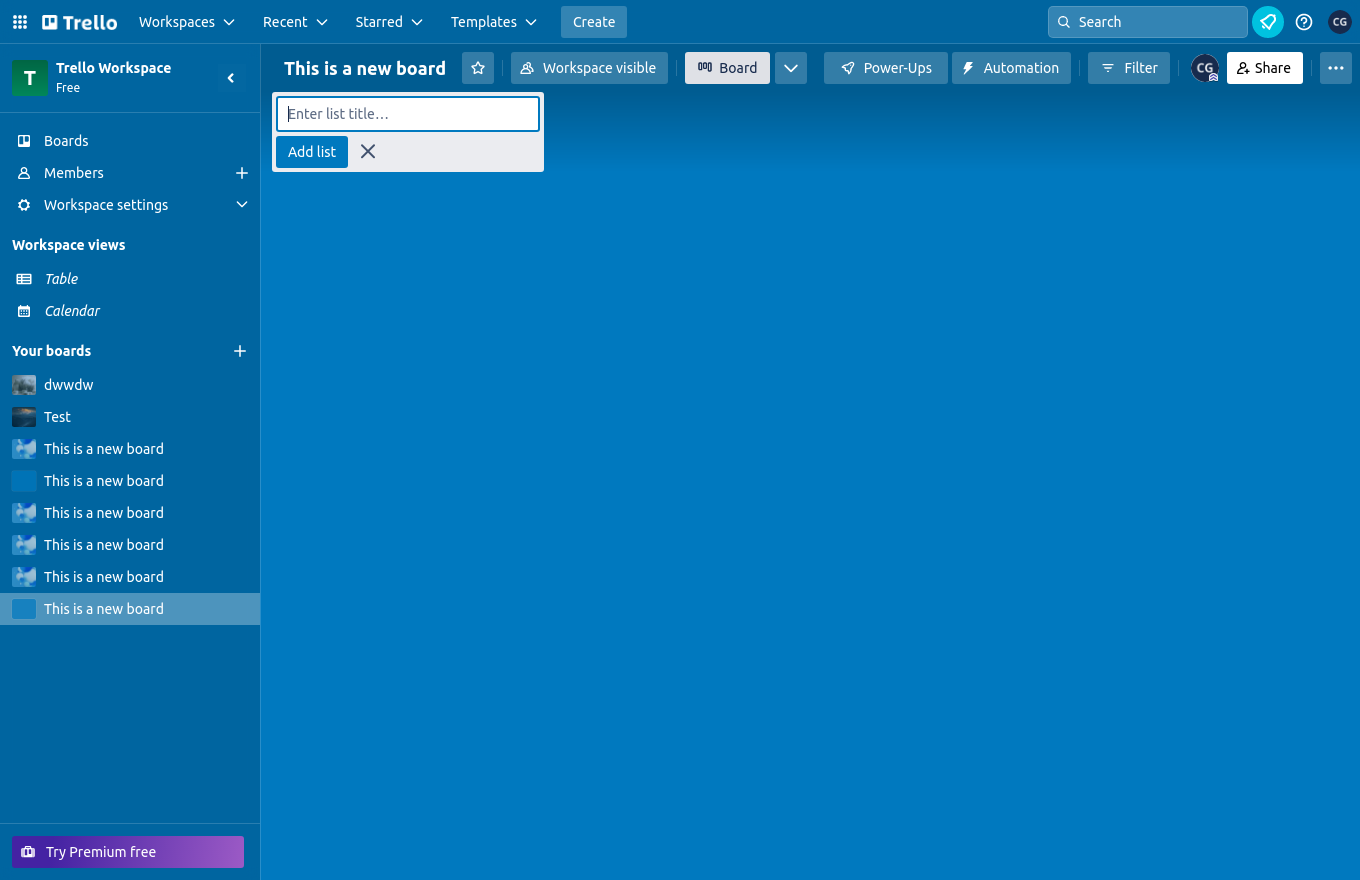 Trello
Workspaces
Recent
Starred
Templates
Create
Search
CG
T
Trello Workspace
Free
This is a new board
Workspace visible
Board
Power-Ups
Automation
Filter
CG
Share
Boards
Members
Workspace settings
Workspace views
Table
Calendar
Your boards
dwwdw
Test
This is a new board
This is a new board
This is a new board
This is a new board
This is a new board
This is a new board
Try Premium free
Enter list title…
Add list